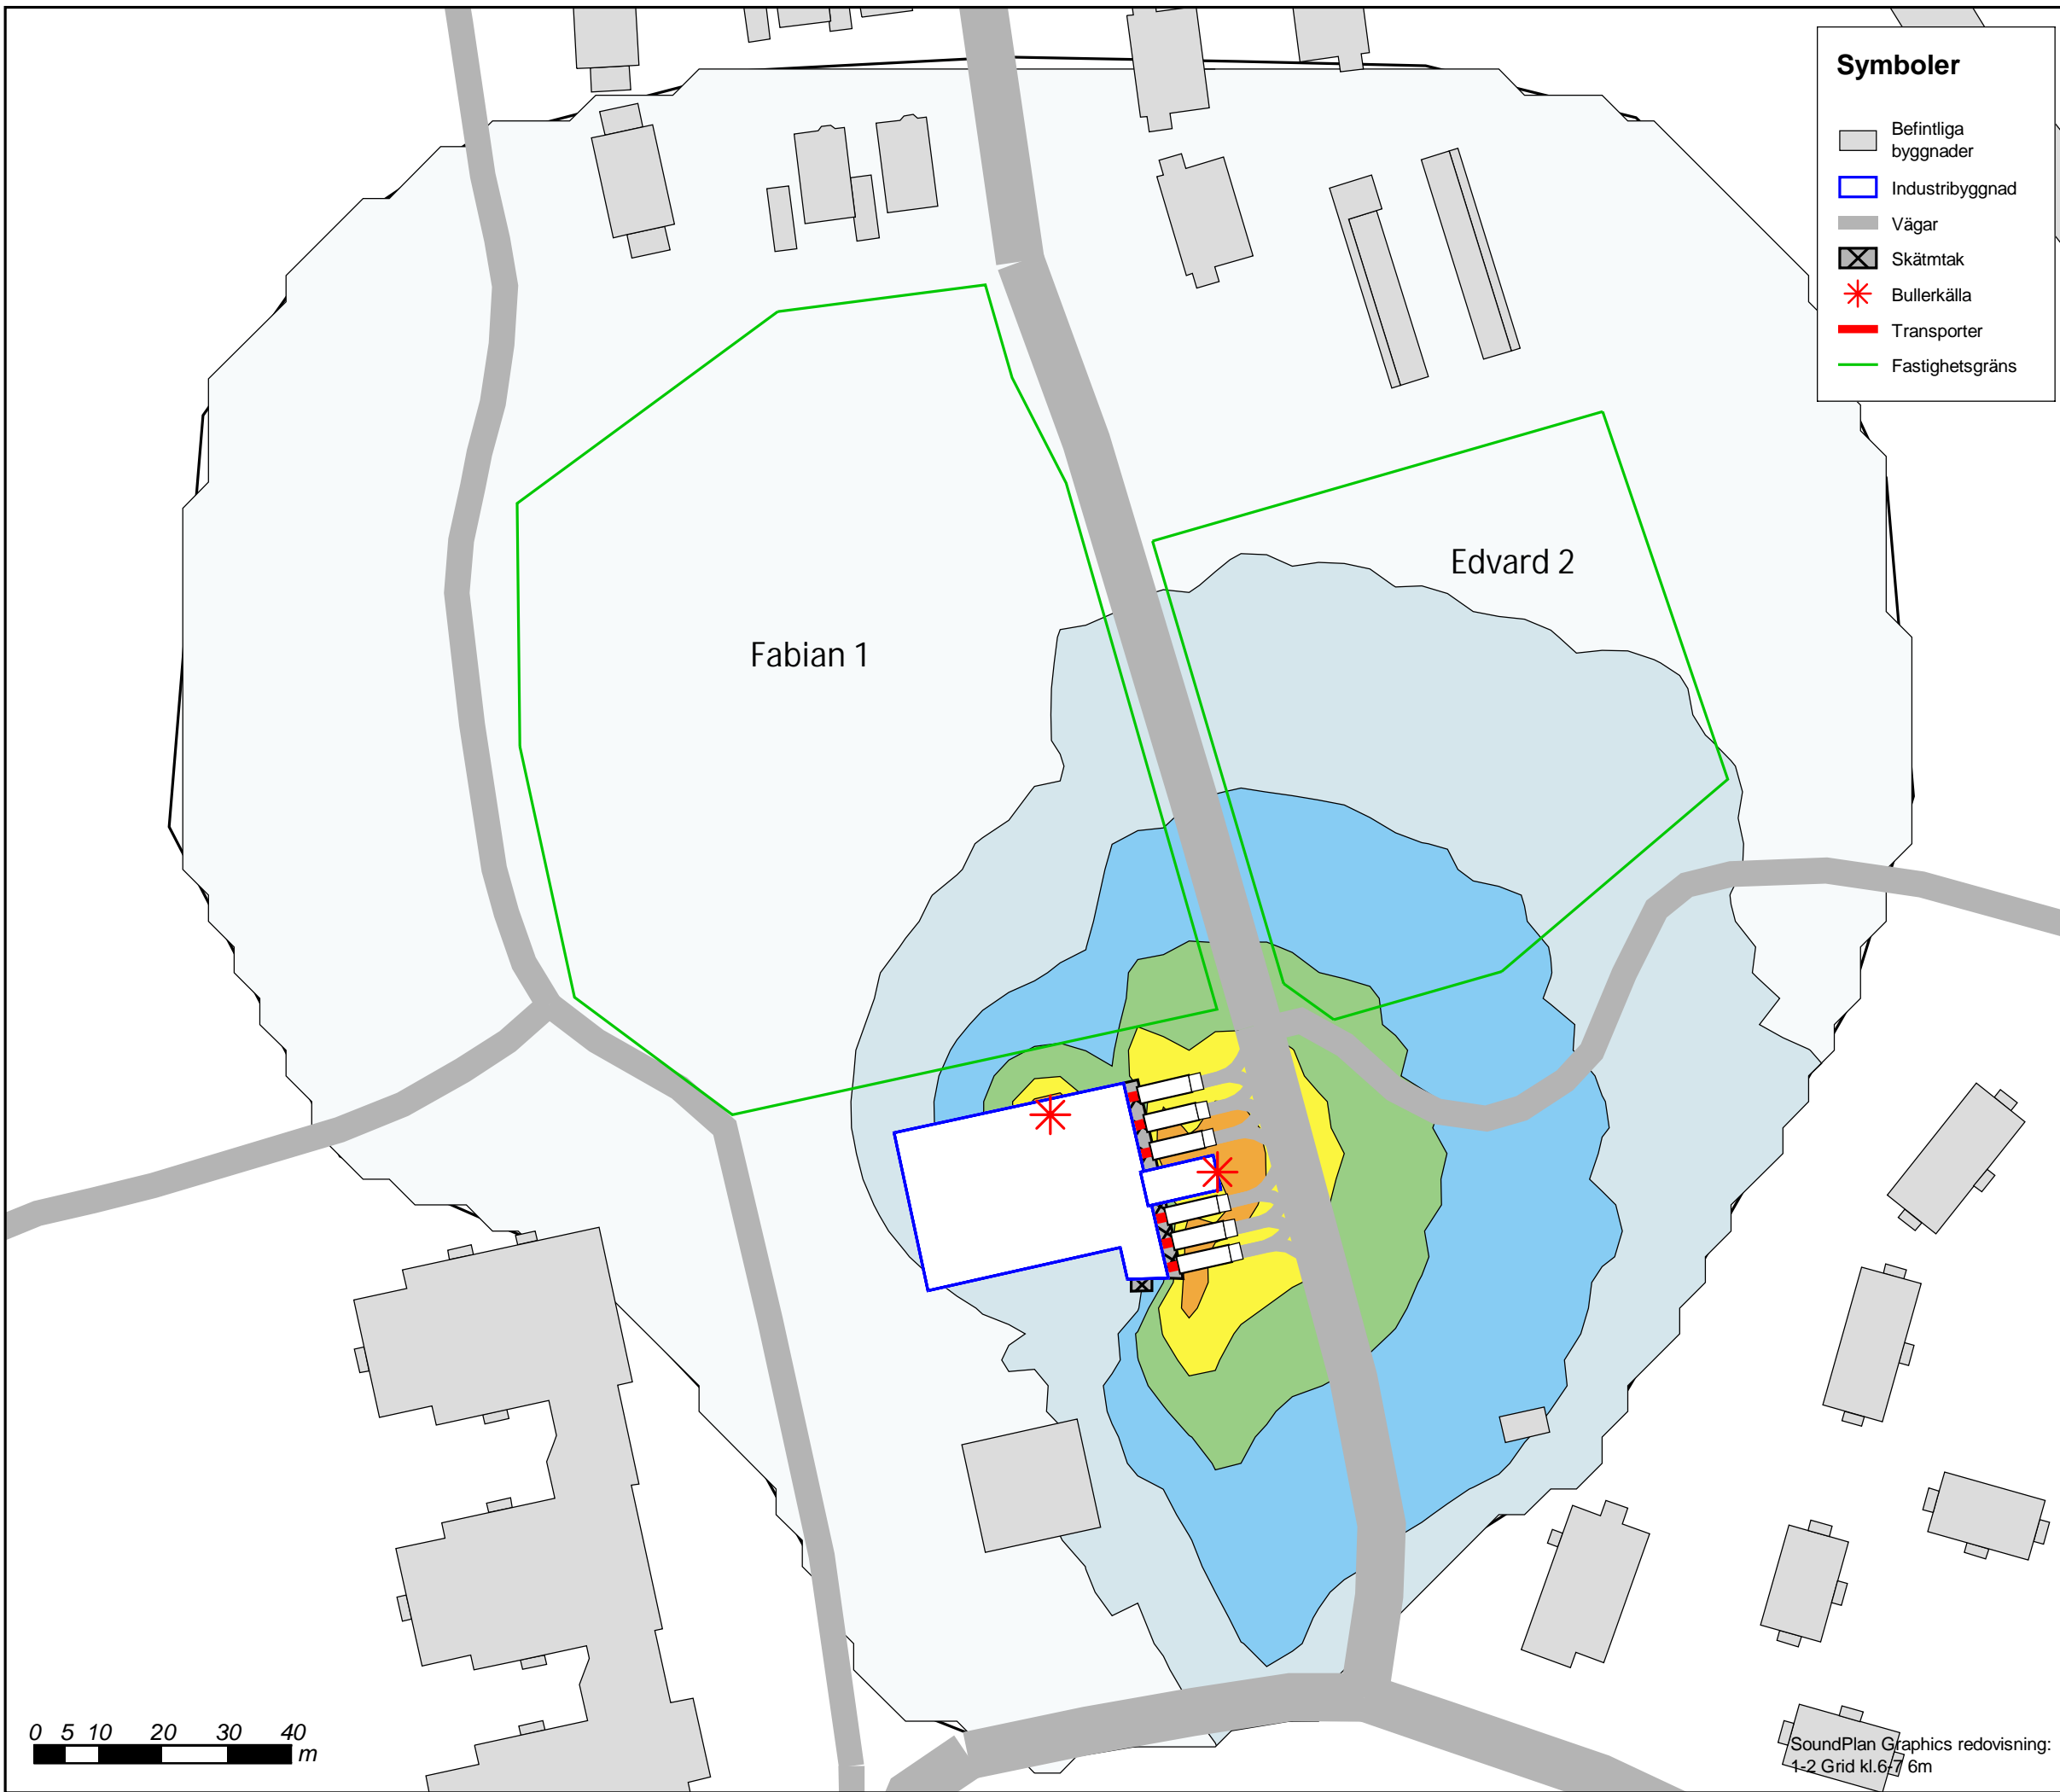 Symboler
Befintliga
byggnader
Industribyggnad
Vägar
Skätmtak
Bullerkälla
Transporter
Fastighetsgräns
Edvard 2
Fabian 1
0 5 10 20 30 40
m
SoundPlan Graphics redovisning:
1-2 Grid kl.6-7 6m